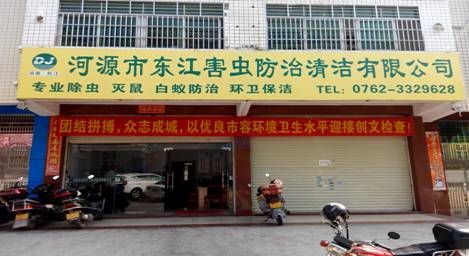 DJ
河源市东江害虫防治清洁有限公司
专业除虫 灭鼠 白蚁防治 环卫保洁 TEL: 0762-3329628
团结拼搏，众志成城，以优良市容环境卫生水平迎接创文检查！